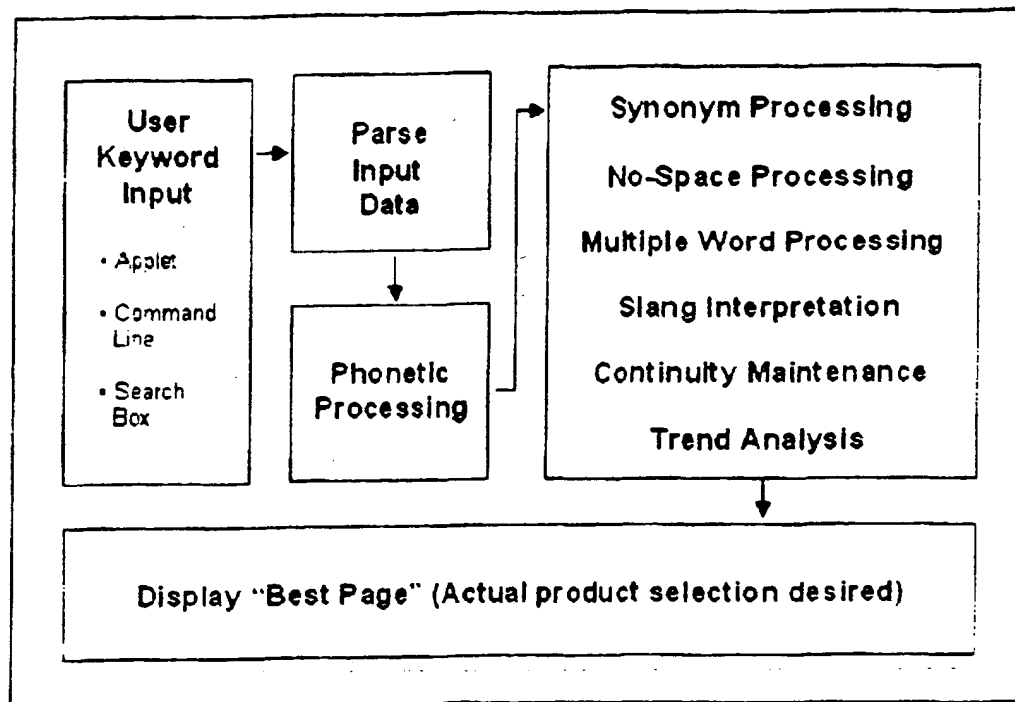 User
Keyword
Input
• Applet
• Command
Line
• Search
Box
Parse
Input
Data
Phonetic
Processing
Synonym Processing
No-Space Processing
Multiple Word Processing
Slang Interpretation
Continuity Maintenance
Trend Analysis
Display "Best Page" (Actual product selection desired)